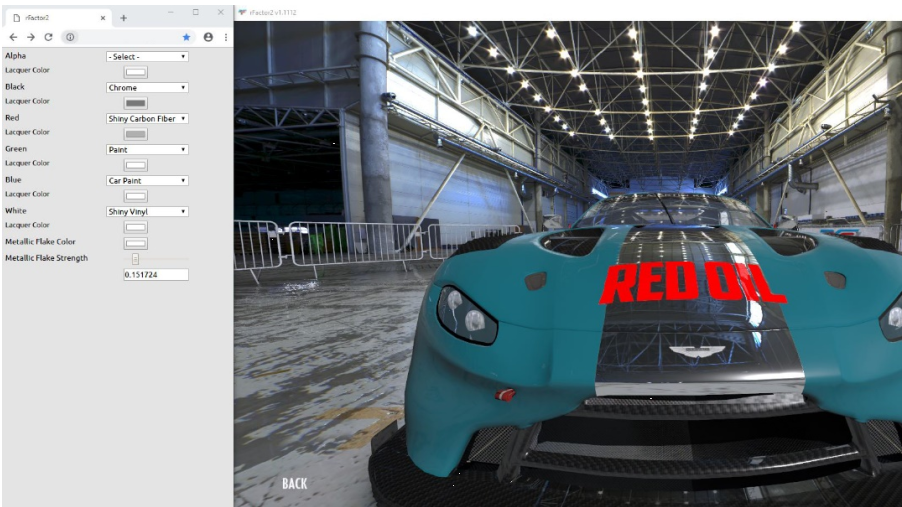 rFactor2
rFactor2 v1.1112
Alpha
- Select -
Lacquer Color
Black
Chrome
Lacquer Color
Red
Shiny Carbon Fiber
Lacquer Color
Green
Paint
Lacquer Color
Blue
Car Paint
Lacquer Color
White
Shiny Vinyl
Lacquer Color
Metallic Flake Color
Metallic Flake Strength
0.151724
RED OIL
BACK